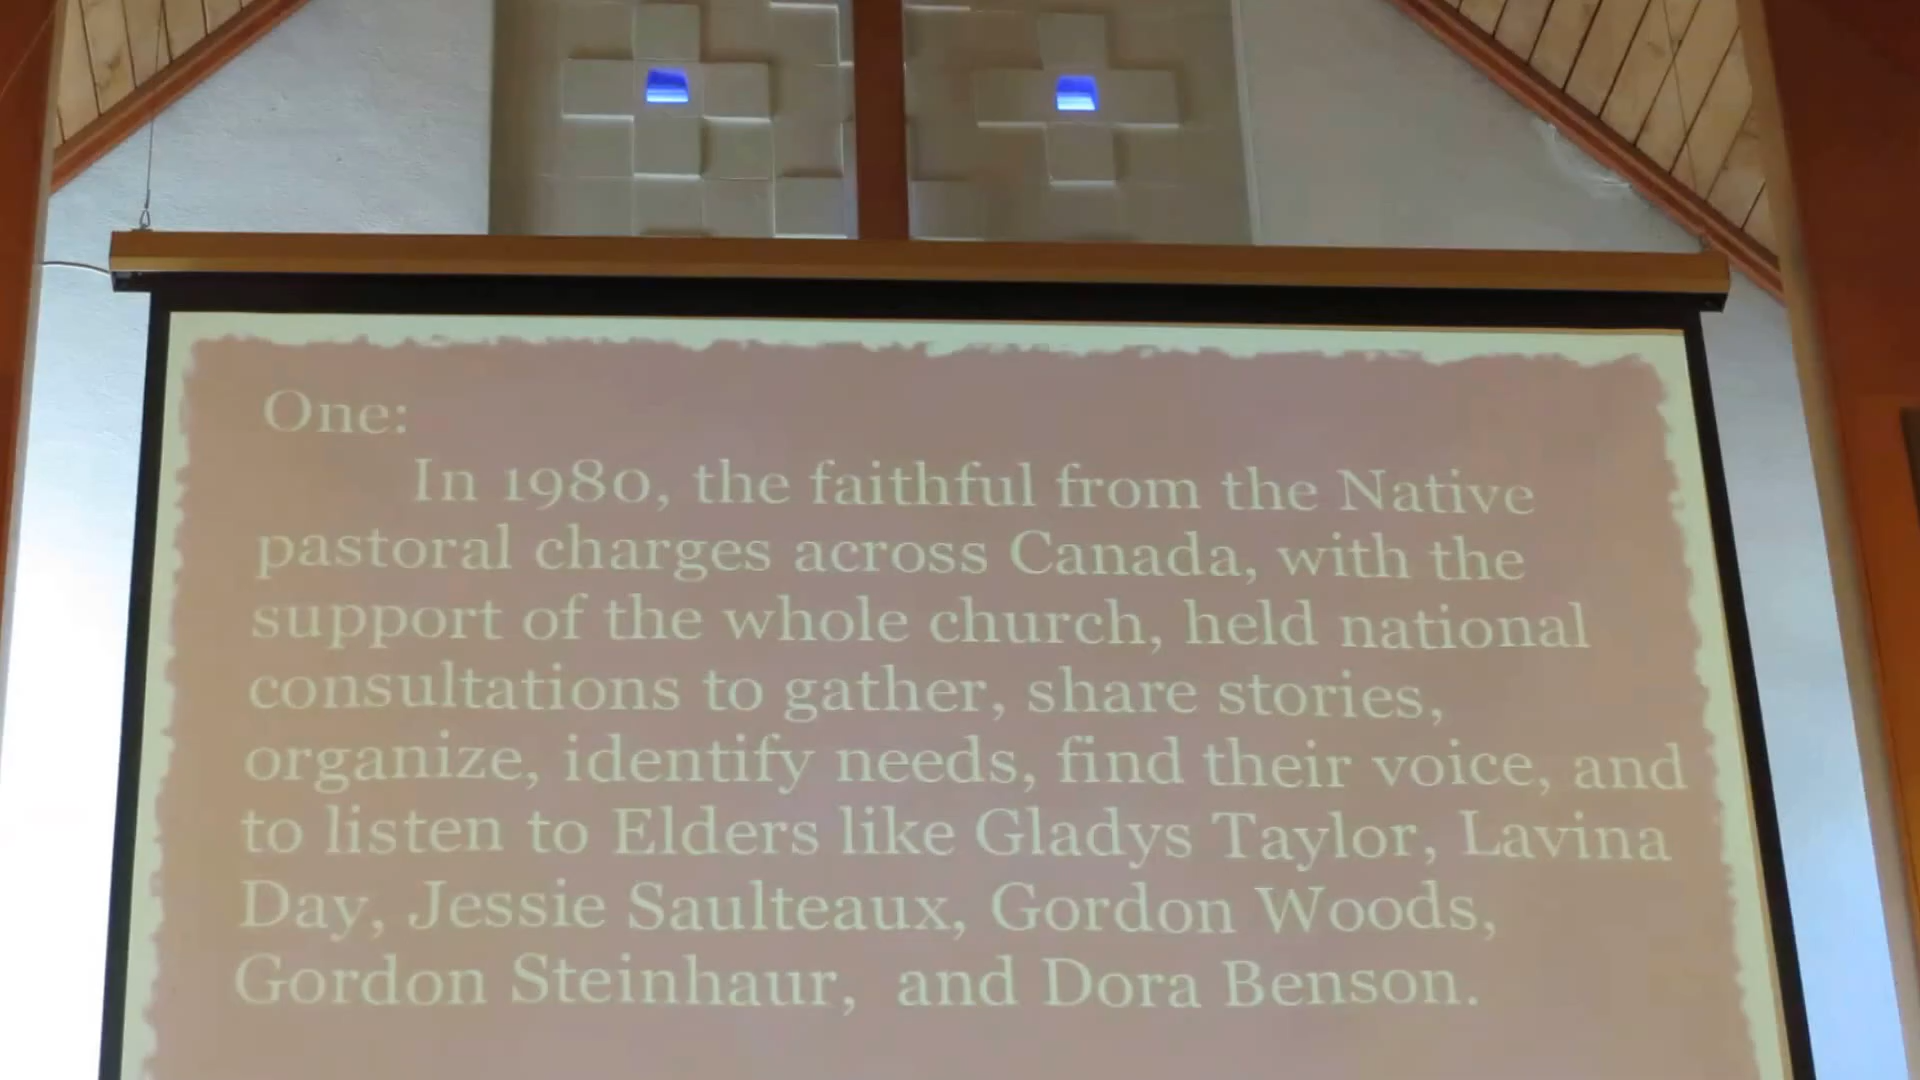 One:
In 1980, the faithful from the Native
pastoral charges across Canada, with the
support of the whole church, held national
consultations to gather, share stories,
organize, identify needs, find their voice, and
to listen to Elders like Gladys Taylor, Lavina
Day, Jessie Saulteaux, Gordon Woods,
Gordon Steinhaur, and Dora Benson.